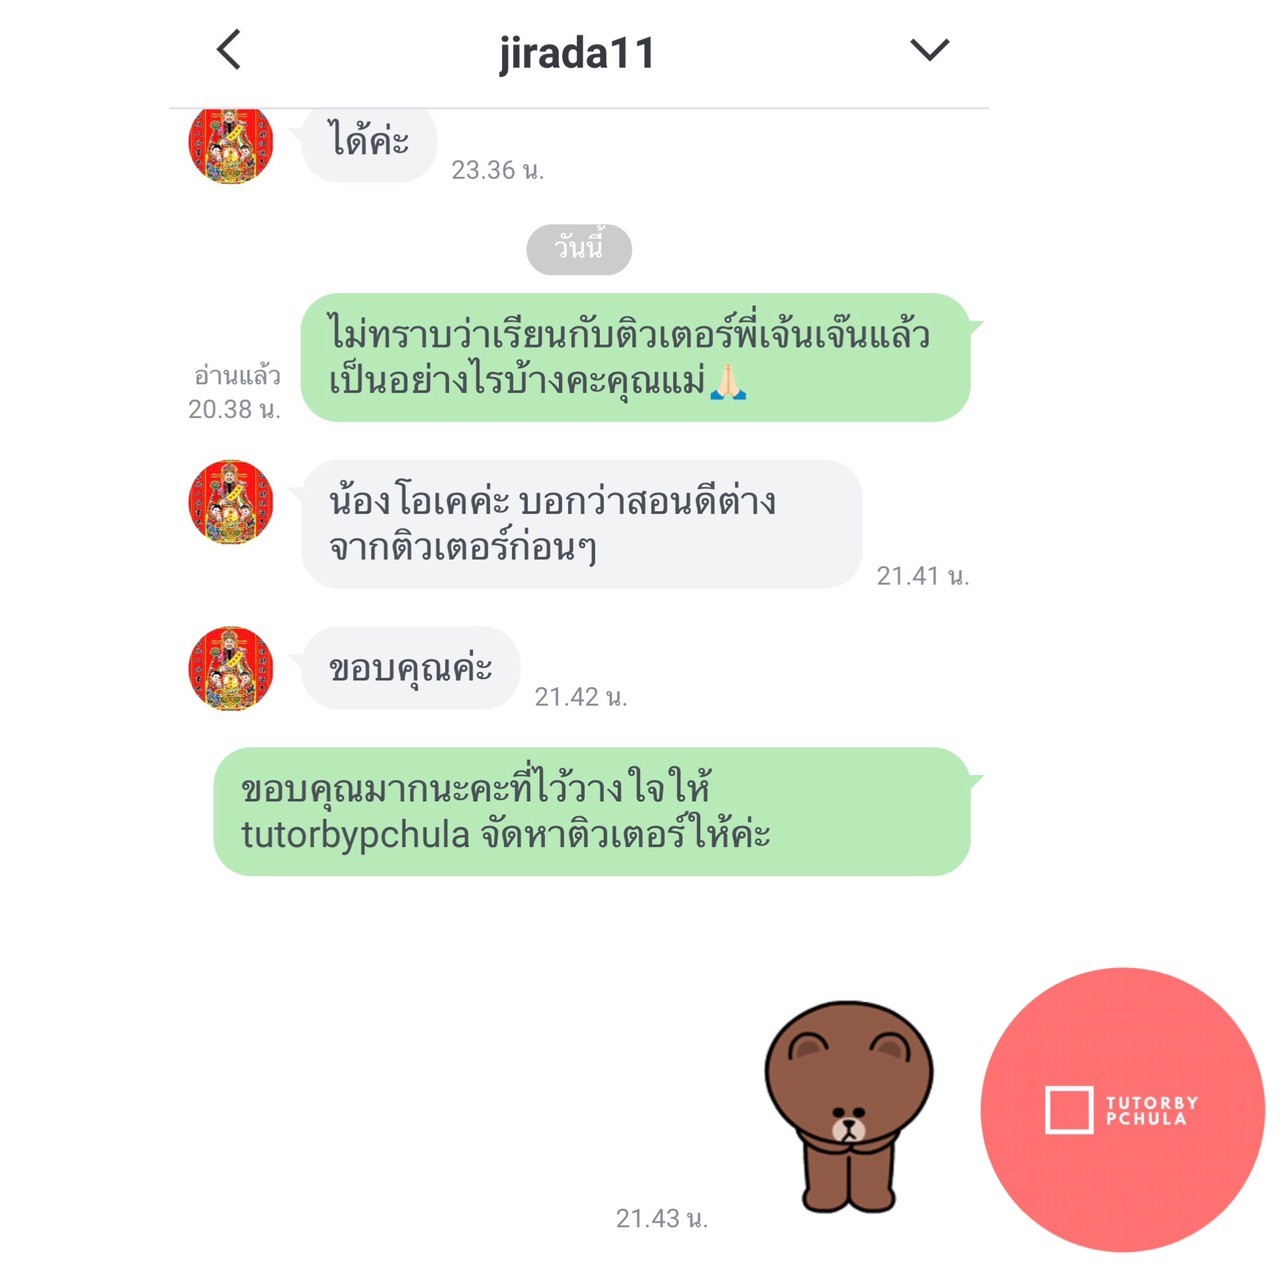 jirada11
ได้ค่ะ
23.36 น.
วันนี้
ไม่ทราบว่าเรียนกับติวเตอร์พี่เจ้นเจ๊นแล้ว
เป็นอย่างไรบ้างคะคุณแม่🙏🏻
อ่านแล้ว
20.38 น.
น้องโอเคค่ะ บอกว่าสอนดีต่าง
จากติวเตอร์ก่อนๆ
21.41 น.
ขอบคุณค่ะ
21.42 น.
ขอบคุณมากนะคะที่ไว้วางใจให้
tutorbypchula จัดหาติวเตอร์ให้ค่ะ
21.43 น.
TUTORBY
PCHULA